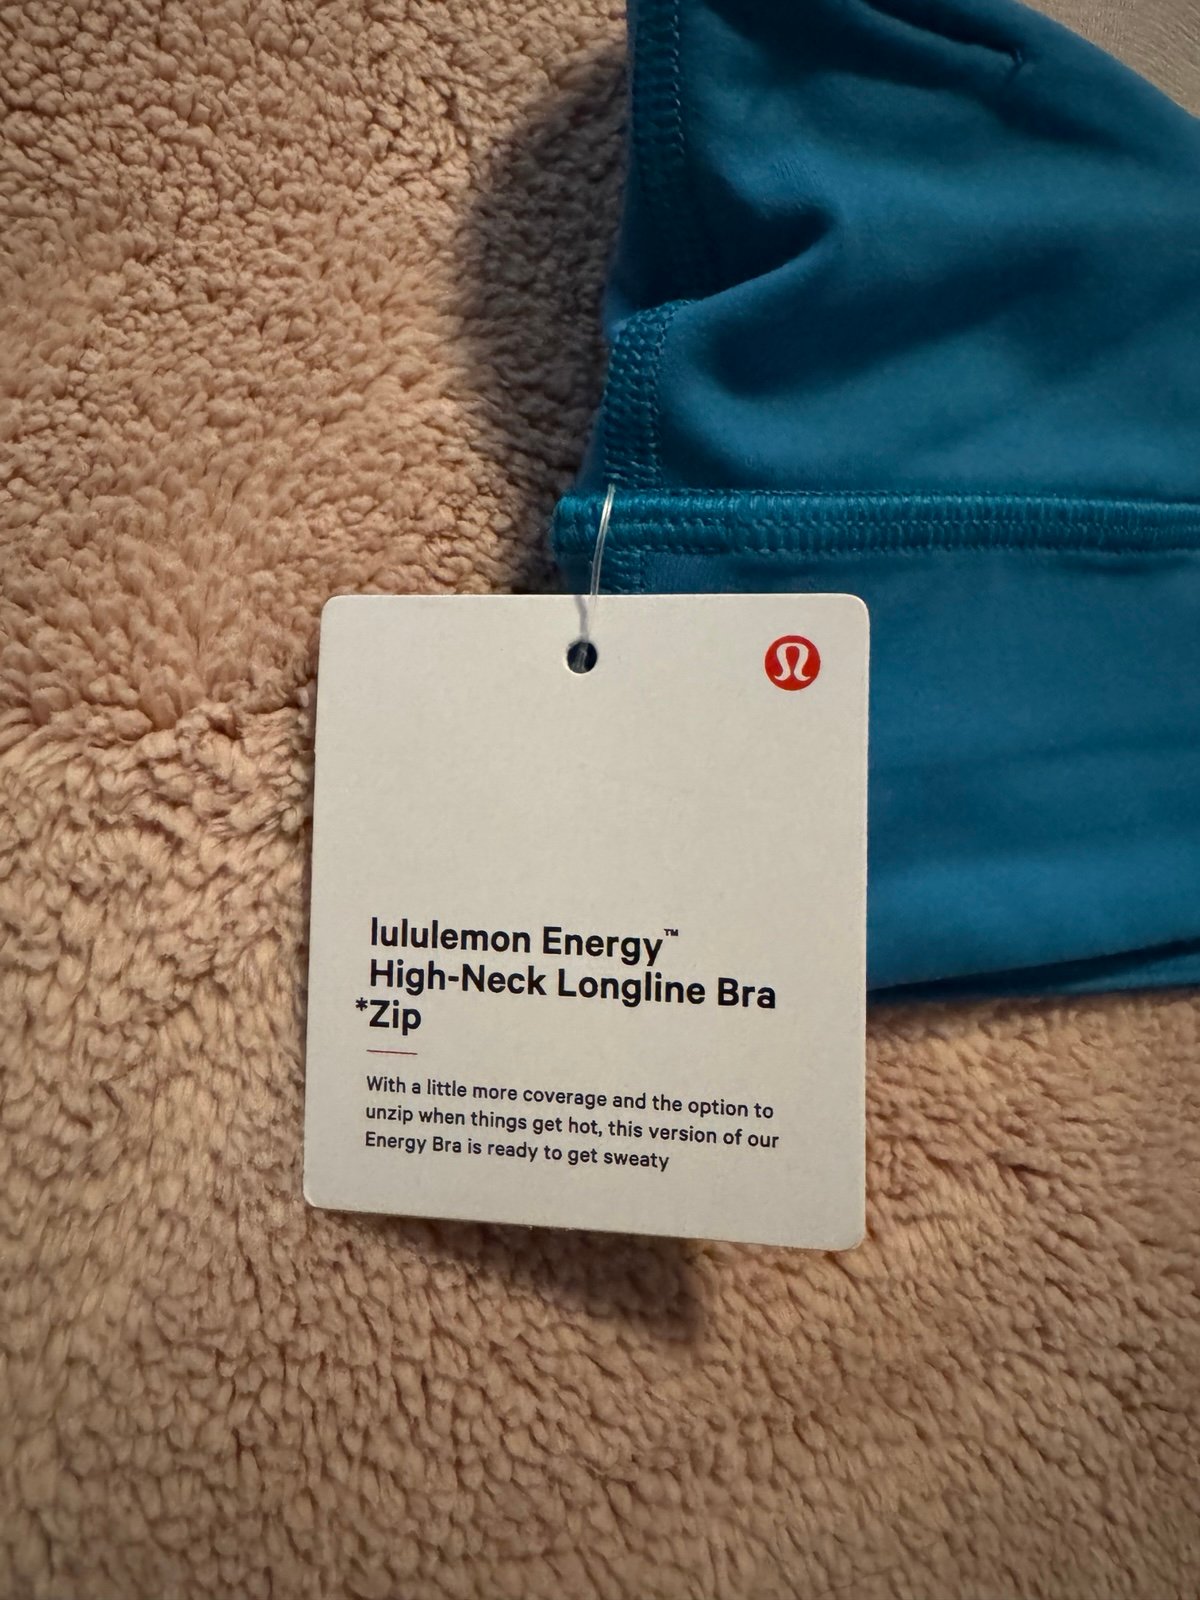 lululemon Energy™
High-Neck Longline Bra
*Zip
With a little more coverage and the option to
unzip when things get hot, this version of our
Energy Bra is ready to get sweaty